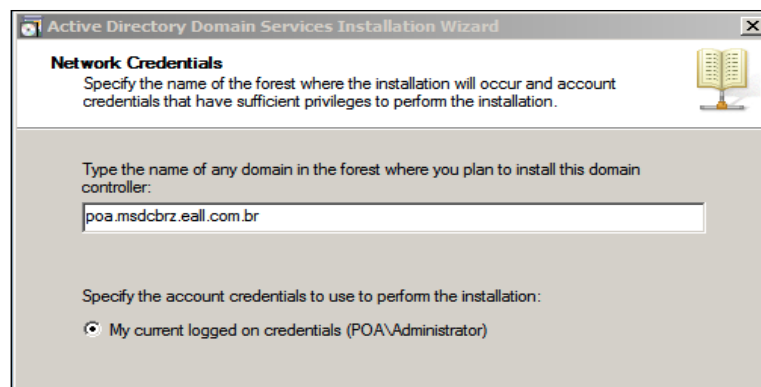 Active Directory Domain Services Installation Wizard
Network Credentials
Specify the name of the forest where the installation will occur and account
credentials that have sufficient privileges to perform the installation.
Type the name of any domain in the forest where you plan to install this domain
controller:
poa.msdcbrz.eall.com.br
Specify the account credentials to use to perform the installation:
My current logged on credentials (POA\Administrator)